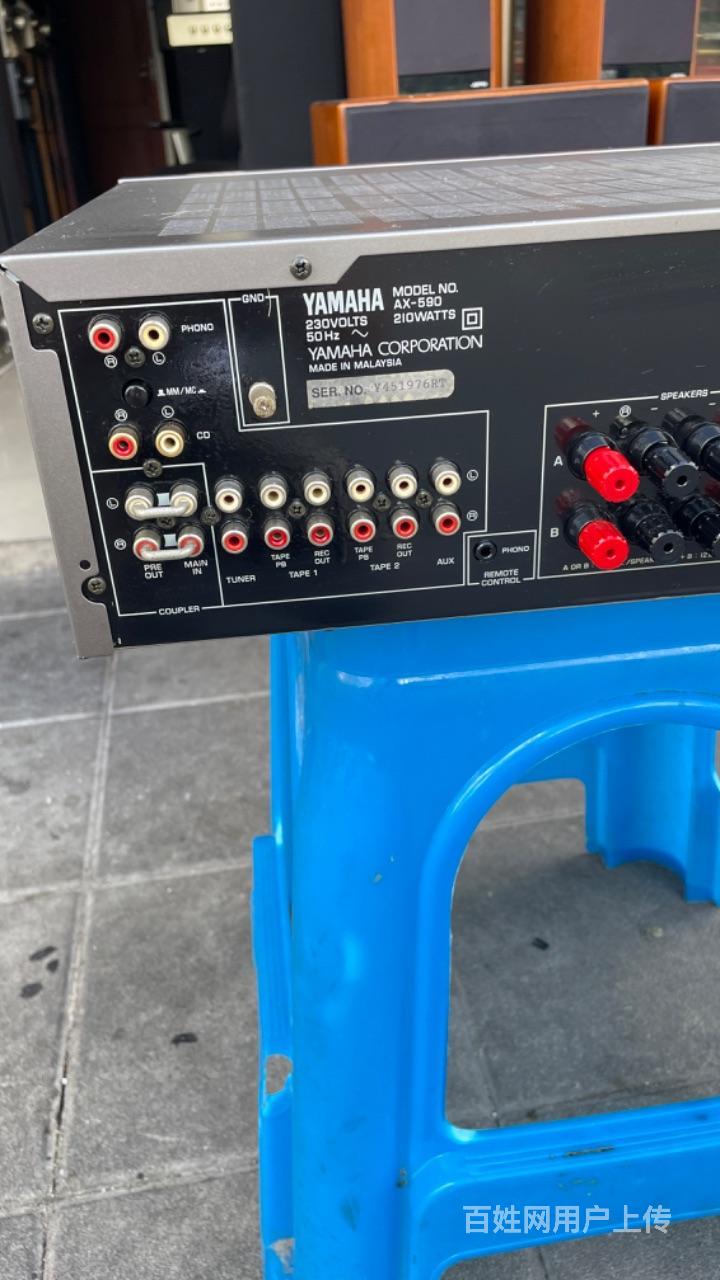 GND
YAMAHA
MODEL NO.
AX-590
230VOLTS
210WATTS
50Hz ~
YAMAHA CORPORATION
MADE IN MALAYSIA
SER. NO. Y451976RT
PHONO
R L
MM/MC
R L
CD
L
R
PRE OUT
MAIN IN
COUPLER
TUNER
TAPE PB
REC OUT
TAPE 1
TAPE PB
REC OUT
TAPE 2
AUX
L
R
PHONO
REMOTE CONTROL
SPEAKERS
+ R - -
A
B
A OR B
百姓网用户上传